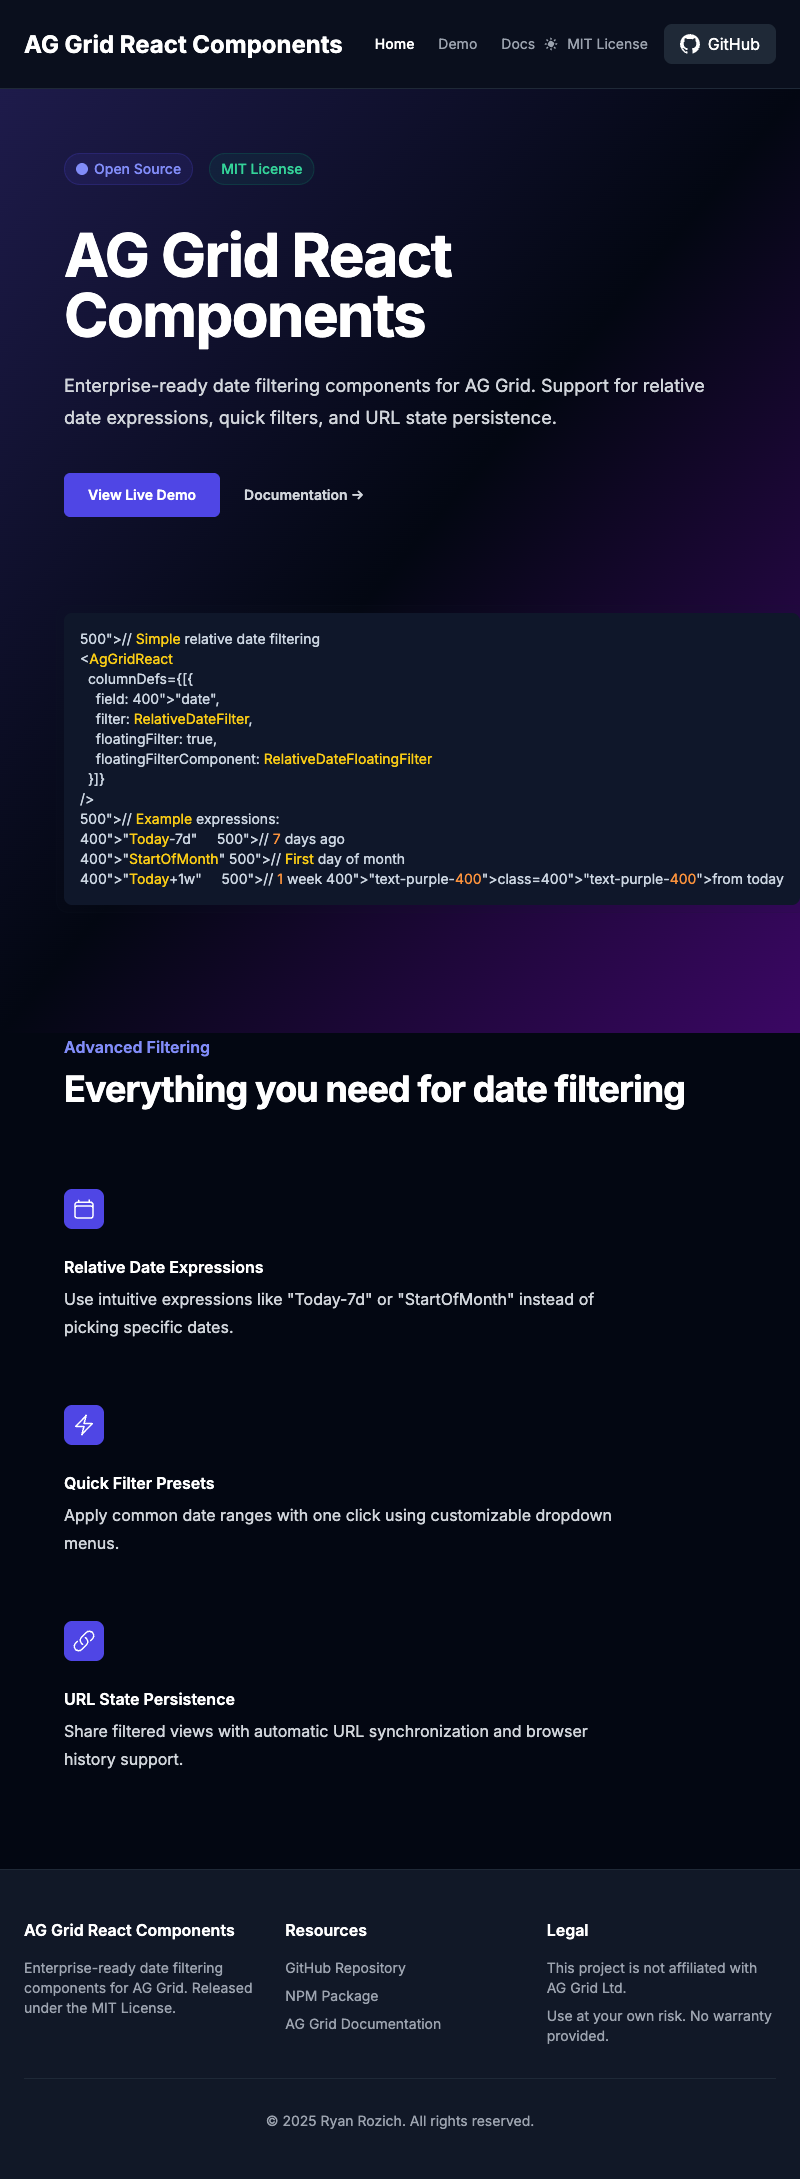 AG Grid React Components
Home
Demo
Docs
MIT License
GitHub
Open Source
MIT License
AG Grid React
Components
Enterprise-ready date filtering components for AG Grid. Support for relative
date expressions, quick filters, and URL state persistence.
View Live Demo
Documentation →
500">// Simple relative date filtering
<AgGridReact
  columnDefs={[{
    field: 400">"date",
    filter: RelativeDateFilter,
    floatingFilter: true,
    floatingFilterComponent: RelativeDateFloatingFilter
  }]}
/>
500">// Example expressions:
400">"Today-7d"     500">// 7 days ago
400">"StartOfMonth" 500">// First day of month
400">"Today+1w"     500">// 1 week 400">"text-purple-400">class=400">"text-purple-400">from today
Advanced Filtering
Everything you need for date filtering
Relative Date Expressions
Use intuitive expressions like "Today-7d" or "StartOfMonth" instead of
picking specific dates.
Quick Filter Presets
Apply common date ranges with one click using customizable dropdown
menus.
URL State Persistence
Share filtered views with automatic URL synchronization and browser
history support.
AG Grid React Components
Enterprise-ready date filtering
components for AG Grid. Released
under the MIT License.
Resources
GitHub Repository
NPM Package
AG Grid Documentation
Legal
This project is not affiliated with
AG Grid Ltd.
Use at your own risk. No warranty
provided.
© 2025 Ryan Rozich. All rights reserved.